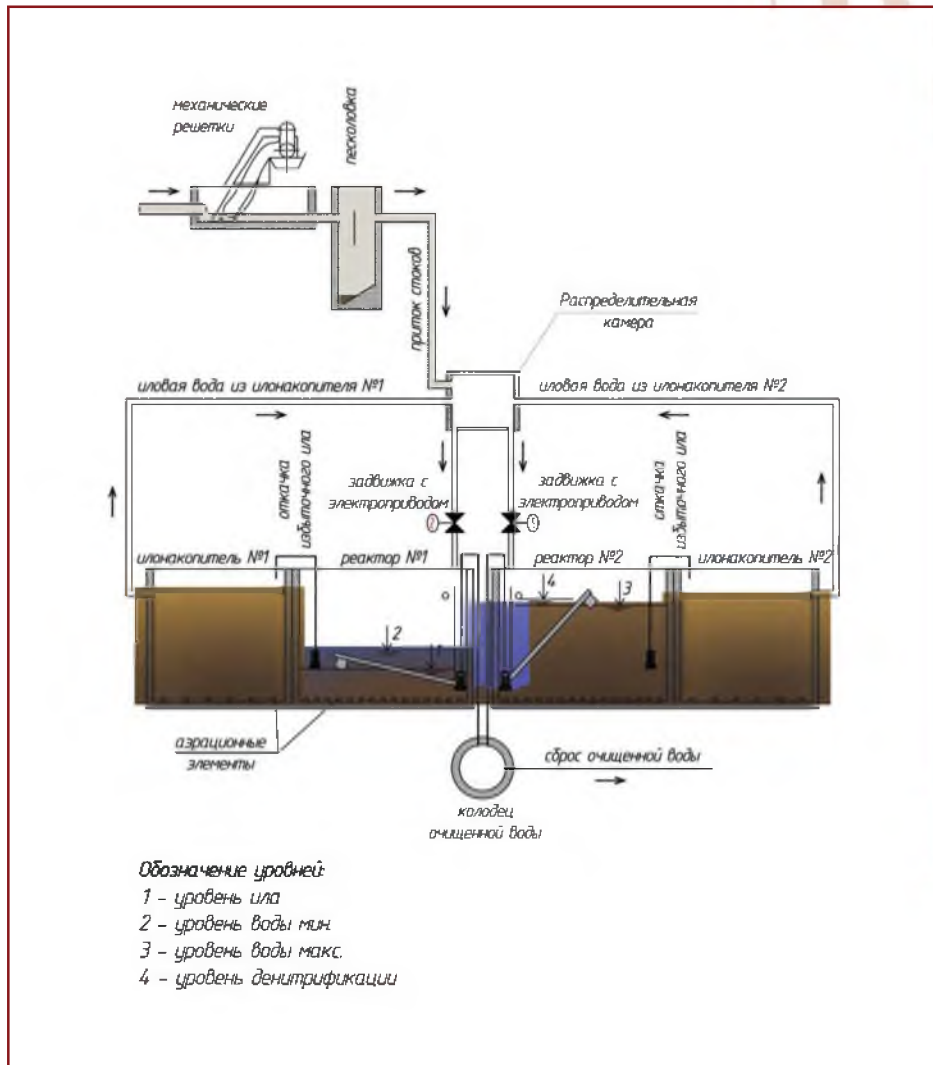 механические
решетки
песколовка
приток стоков
Распределительная
камера
иловая вода из илонакопителя №1
иловая вода из илонакопителя №2
откачка
избыточного ила
задвижка с
электроприводом
задвижка с
электроприводом
откачка
избыточного ила
илонакопитель №1
реактор №1
реактор №2
илонакопитель №2
2
1
4
3
аэрационные
элементы
сброс очищенной воды
колодец
очищенной воды
Обозначение уровней:
1 - уровень ила
2 - уровень воды мин.
3 - уровень воды макс.
4 - уровень денитрификации